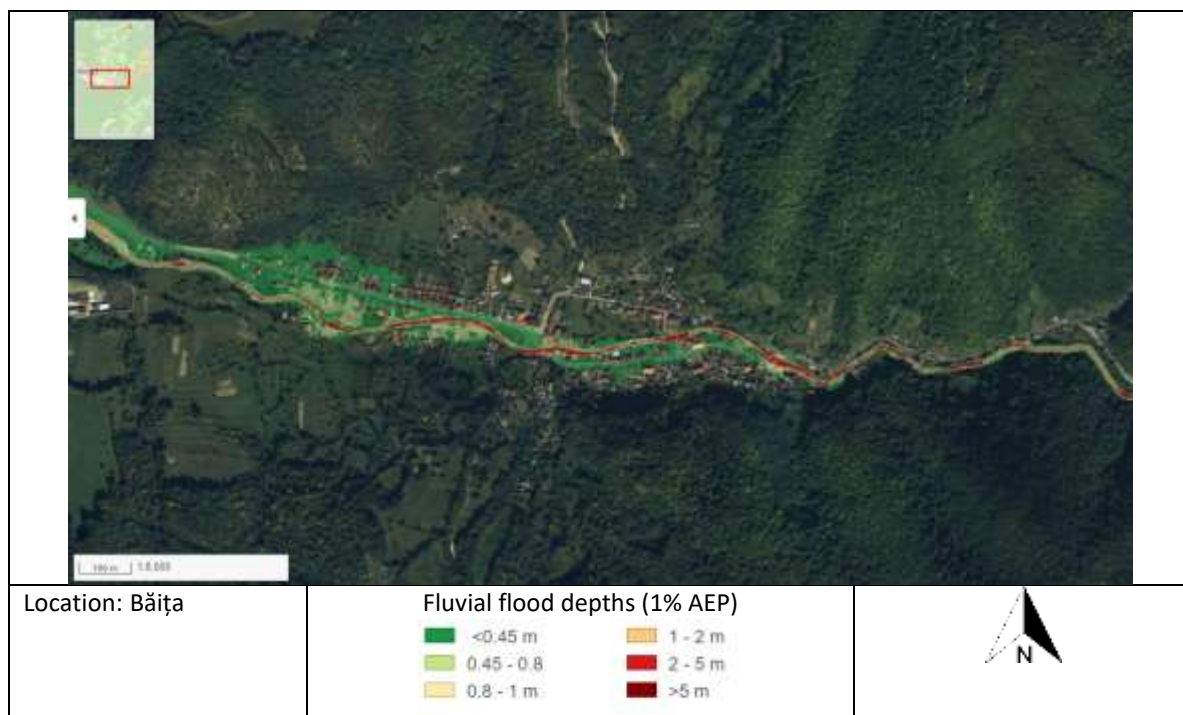 Location: Băița
Fluvial flood depths (1% AEP)
<0.45 m
0.45 - 0.8
0.8 - 1 m
1 - 2 m
2 - 5 m
>5 m
N